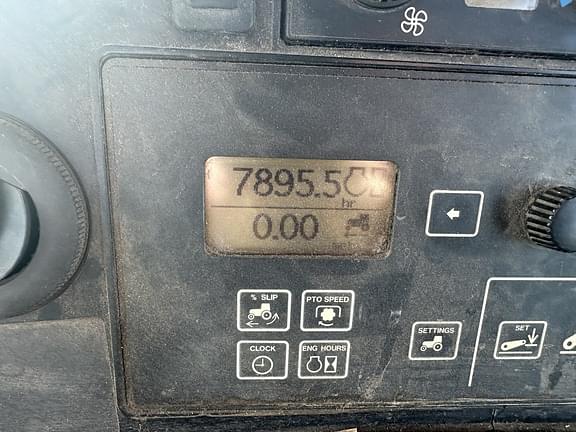 7895.5
hr
0.00
% SLIP
PTO SPEED
CLOCK
ENG HOURS
SETTINGS
SET